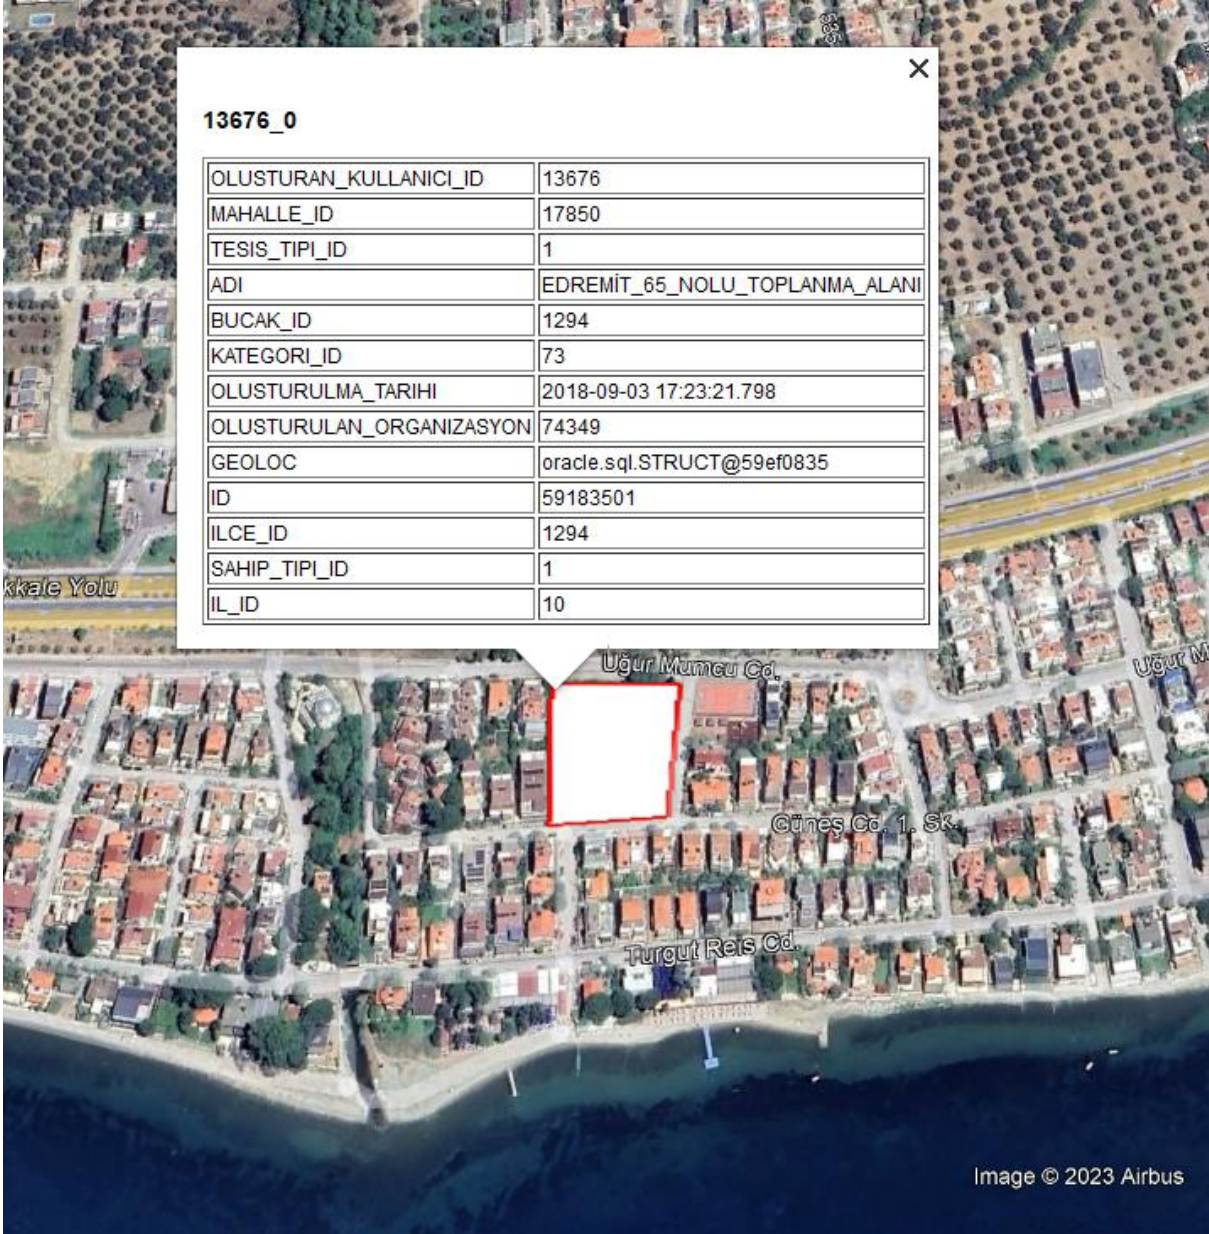 535
13676_0
OLUSTURAN_KULLANICI_ID 13676
MAHALLE_ID 17850
TESIS_TIPI_ID 1
ADI EDREMİT_65_NOLU_TOPLANMA_ALANI
BUCAK_ID 1294
KATEGORI_ID 73
OLUSTURULMA_TARIHI 2018-09-03 17:23:21.798
OLUSTURULAN_ORGANIZASYON 74349
GEOLOC oracle.sql.STRUCT@59ef0835
ID 59183501
ILCE_ID 1294
SAHIP_TIPI_ID 1
IL_ID 10
kkale Yolu
Uğur Mumcu Cd.
Uğur M
Güneş Cd. 1. Sk.
Turgut Reis Cd.
Image © 2023 Airbus